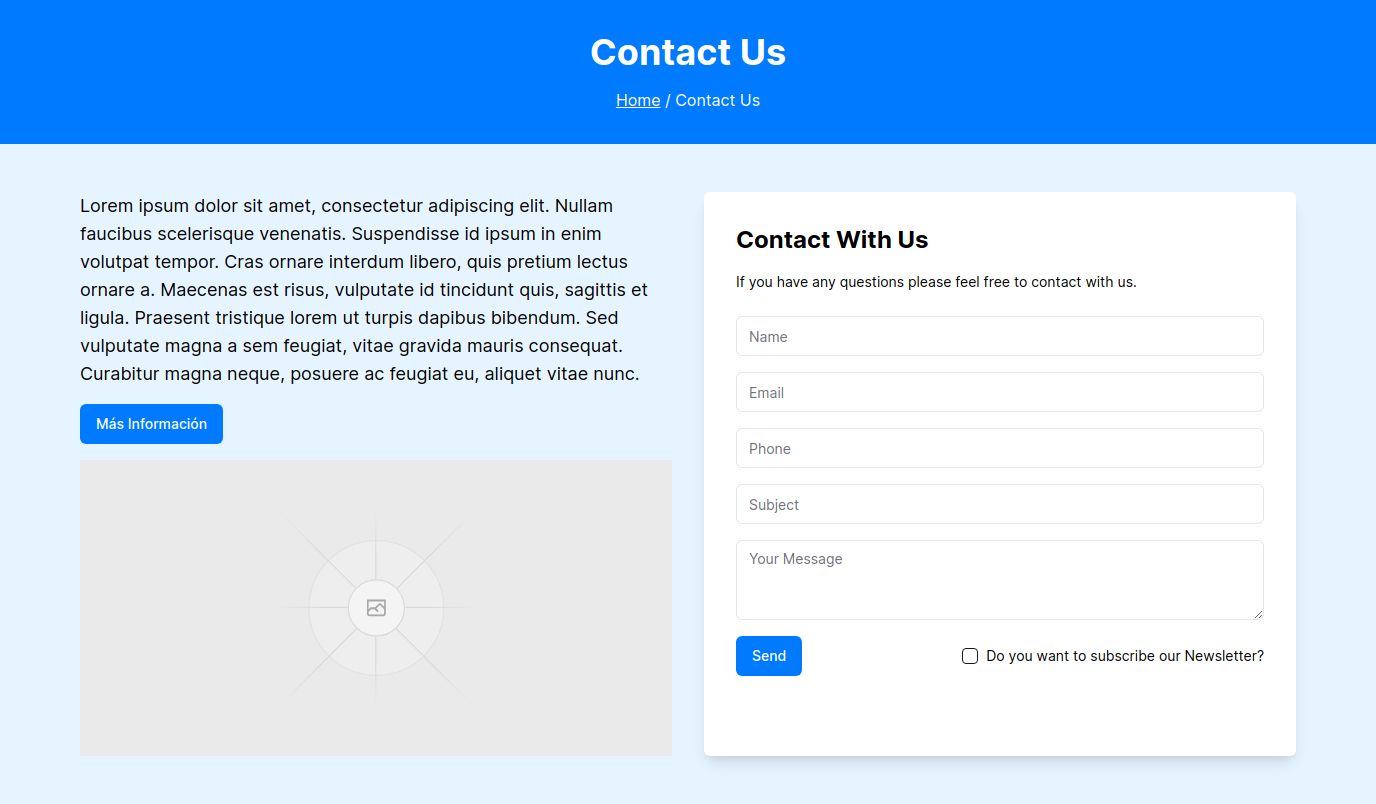 Contact Us
Home / Contact Us
Lorem ipsum dolor sit amet, consectetur adipiscing elit. Nullam
faucibus scelerisque venenatis. Suspendisse id ipsum in enim
volutpat tempor. Cras ornare interdum libero, quis pretium lectus
ornare a. Maecenas est risus, vulputate id tincidunt quis, sagittis et
ligula. Praesent tristique lorem ut turpis dapibus bibendum. Sed
vulputate magna a sem feugiat, vitae gravida mauris consequat.
Curabitur magna neque, posuere ac feugiat eu, aliquet vitae nunc.
Más Información
Contact With Us
If you have any questions please feel free to contact with us.
Name
Email
Phone
Subject
Your Message
Send
Do you want to subscribe our Newsletter?